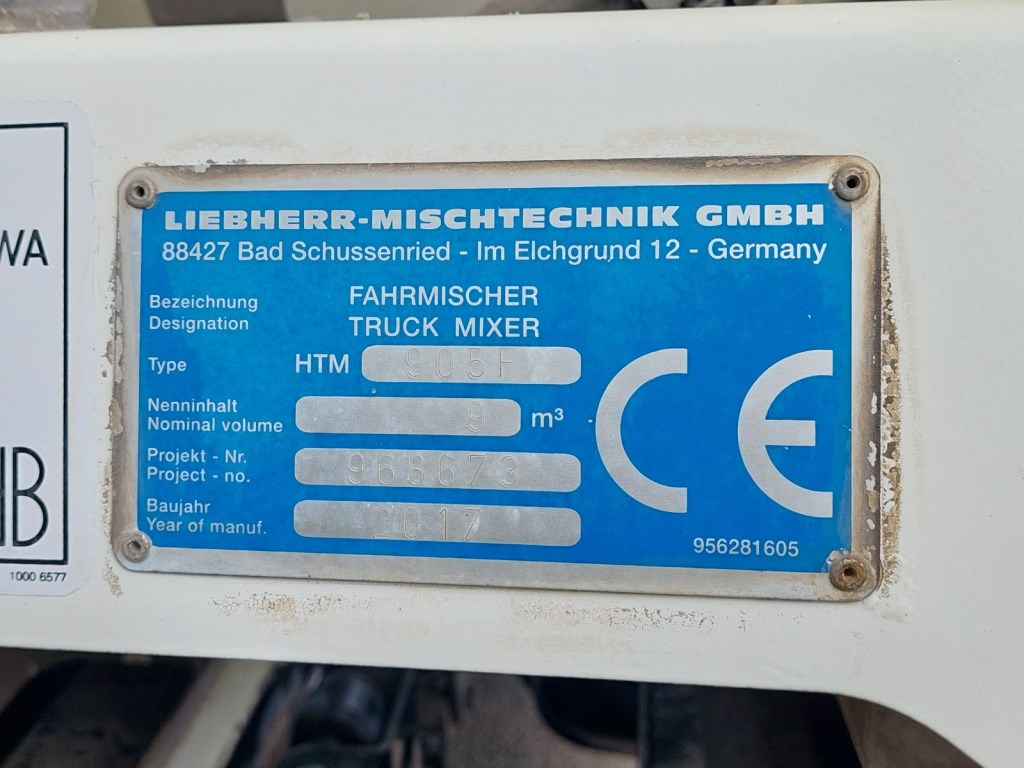 LIEBHERR-MISCHTECHNIK GMBH
88427 Bad Schussenried - Im Elchgrund 12 - Germany
Bezeichnung FAHRMISCHER
Designation TRUCK MIXER
Type HTM 905F
Nenninhalt
Nominal volume 9 m³
Projekt - Nr.
Project - no. 968673
Baujahr
Year of manuf. 2017
CE
956281605
WA
B
1000 6577